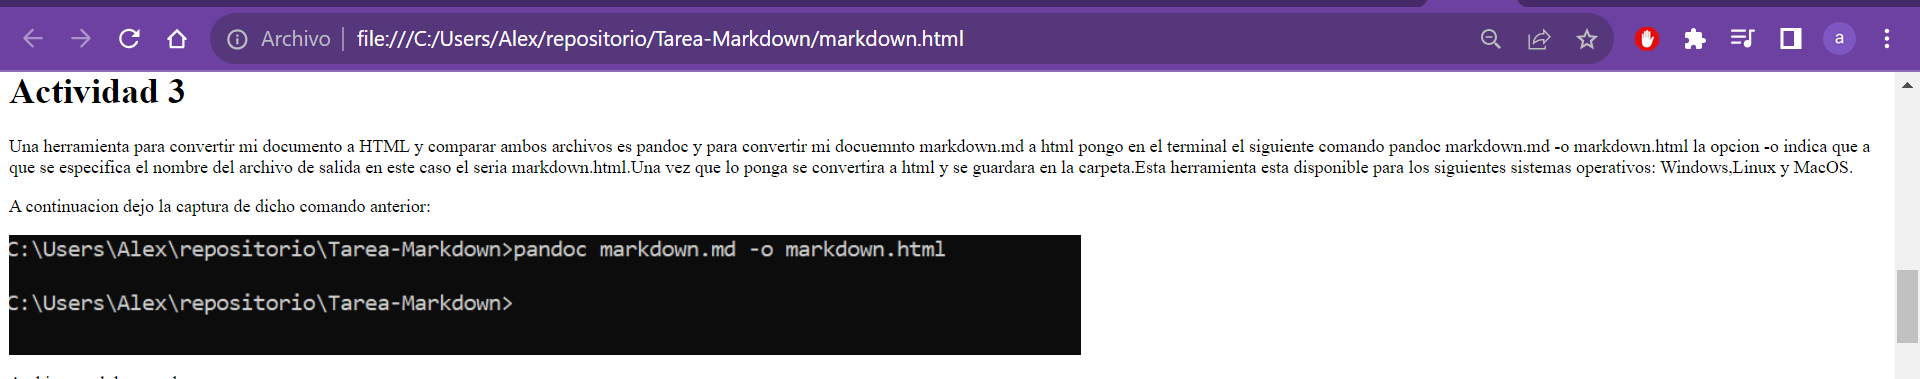 Archivo file:///C:/Users/Alex/repositorio/Tarea-Markdown/markdown.html
a
Actividad 3
Una herramienta para convertir mi documento a HTML y comparar ambos archivos es pandoc y para convertir mi docuemnto markdown.md a html pongo en el terminal el siguiente comando pandoc markdown.md -o markdown.html la opcion -o indica que a
que se especifica el nombre del archivo de salida en este caso el seria markdown.html.Una vez que lo ponga se convertira a html y se guardara en la carpeta.Esta herramienta esta disponible para los siguientes sistemas operativos: Windows,Linux y MacOS.
A continuacion dejo la captura de dicho comando anterior:
C:\Users\Alex\repositorio\Tarea-Markdown>pandoc markdown.md -o markdown.html
C:\Users\Alex\repositorio\Tarea-Markdown>